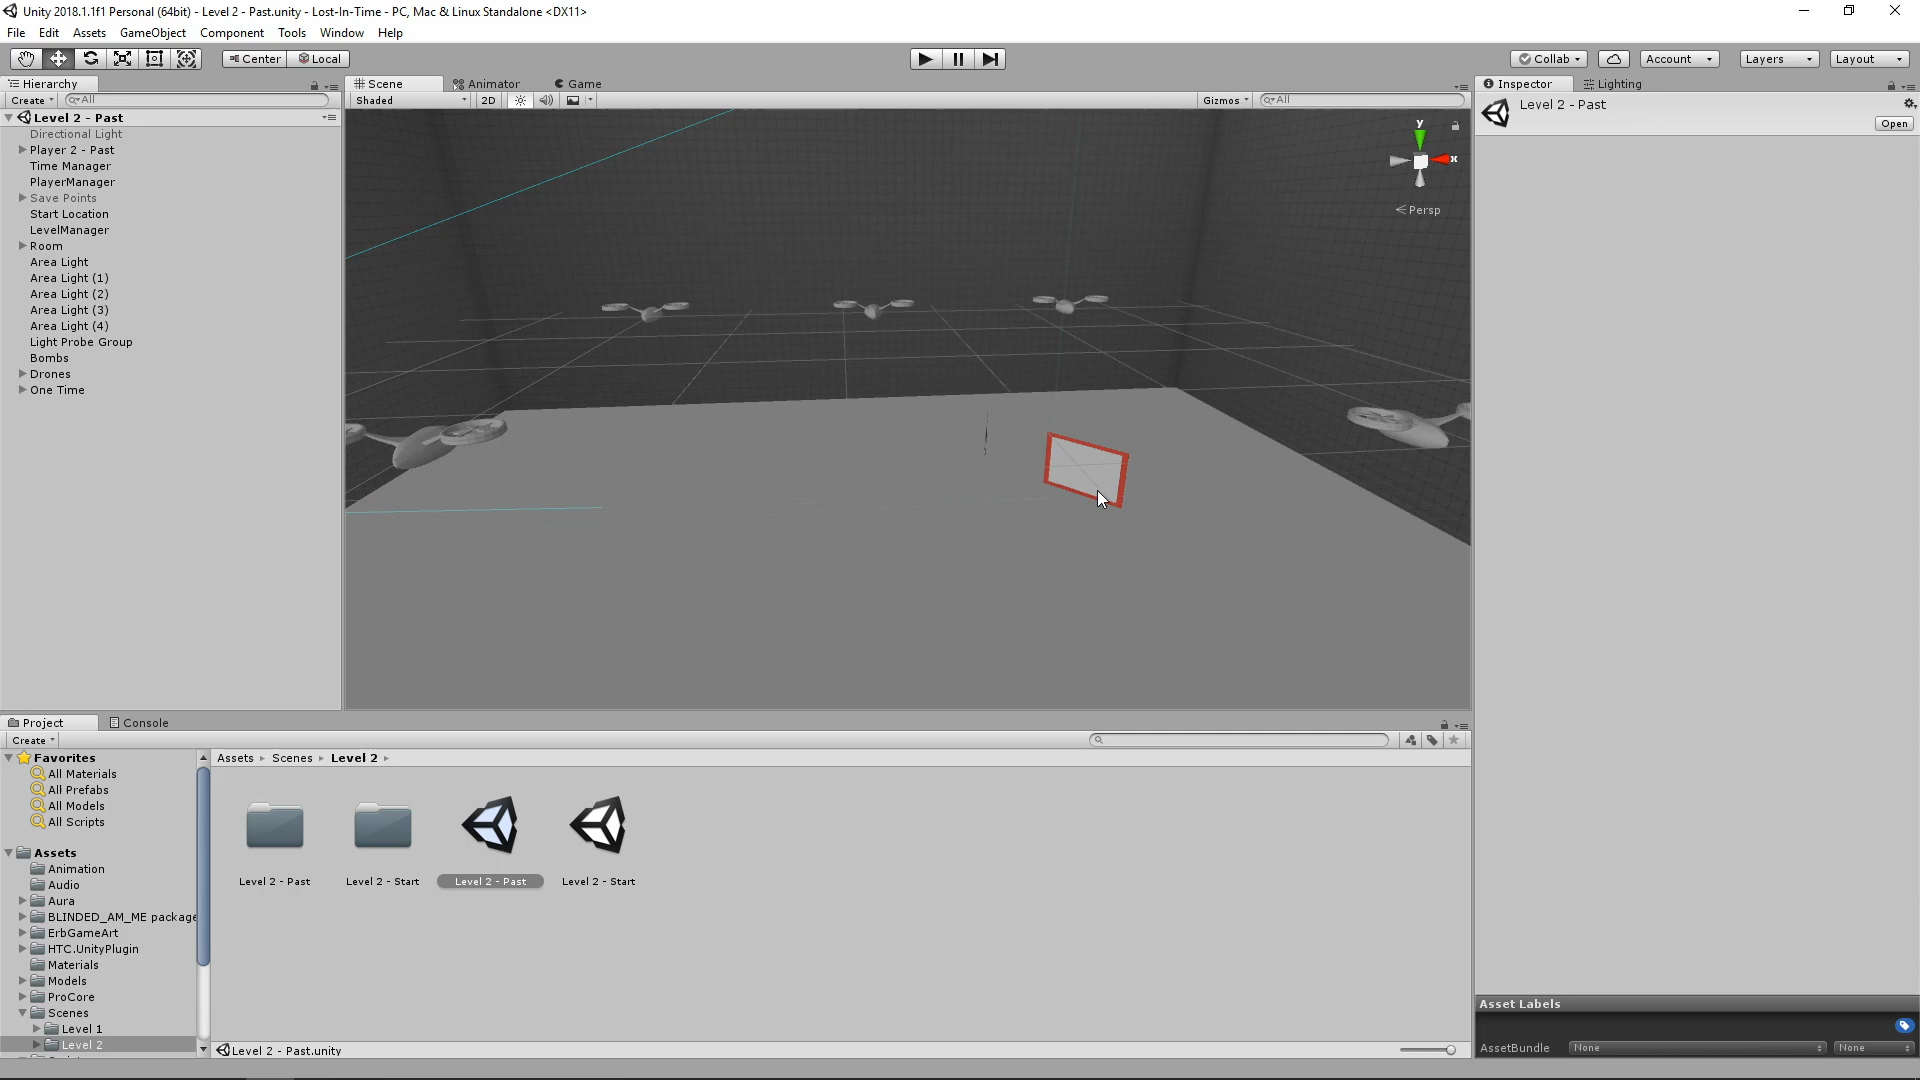 Unity 2018.1.1f1 Personal (64bit) - Level 2 - Past.unity - Lost-In-Time - PC, Mac & Linux Standalone <DX11>
File Edit Assets GameObject Component Tools Window Help
Center Local Collab Account Layers Layout
Hierarchy Scene Animator Game Inspector Lighting
Create All Shaded 2D Gizmos All
Level 2 - Past
Level 2 - Past
Open
Directional Light
Player 2 - Past
Time Manager
PlayerManager
Save Points
Start Location
LevelManager
Room
Area Light
Area Light (1)
Area Light (2)
Area Light (3)
Area Light (4)
Light Probe Group
Bombs
Drones
One Time
y
x
Persp
Project Console
Create
Favorites
All Materials
All Prefabs
All Models
All Scripts
Assets
Animation
Audio
Aura
BLINDED_AM_ME package
ErbGameArt
HTC.UnityPlugin
Materials
Models
ProCore
Scenes
Level 1
Level 2
Assets Scenes Level 2
Level 2 - Past Level 2 - Start Level 2 - Past Level 2 - Start
Level 2 - Past.unity
Asset Labels
AssetBundle None None